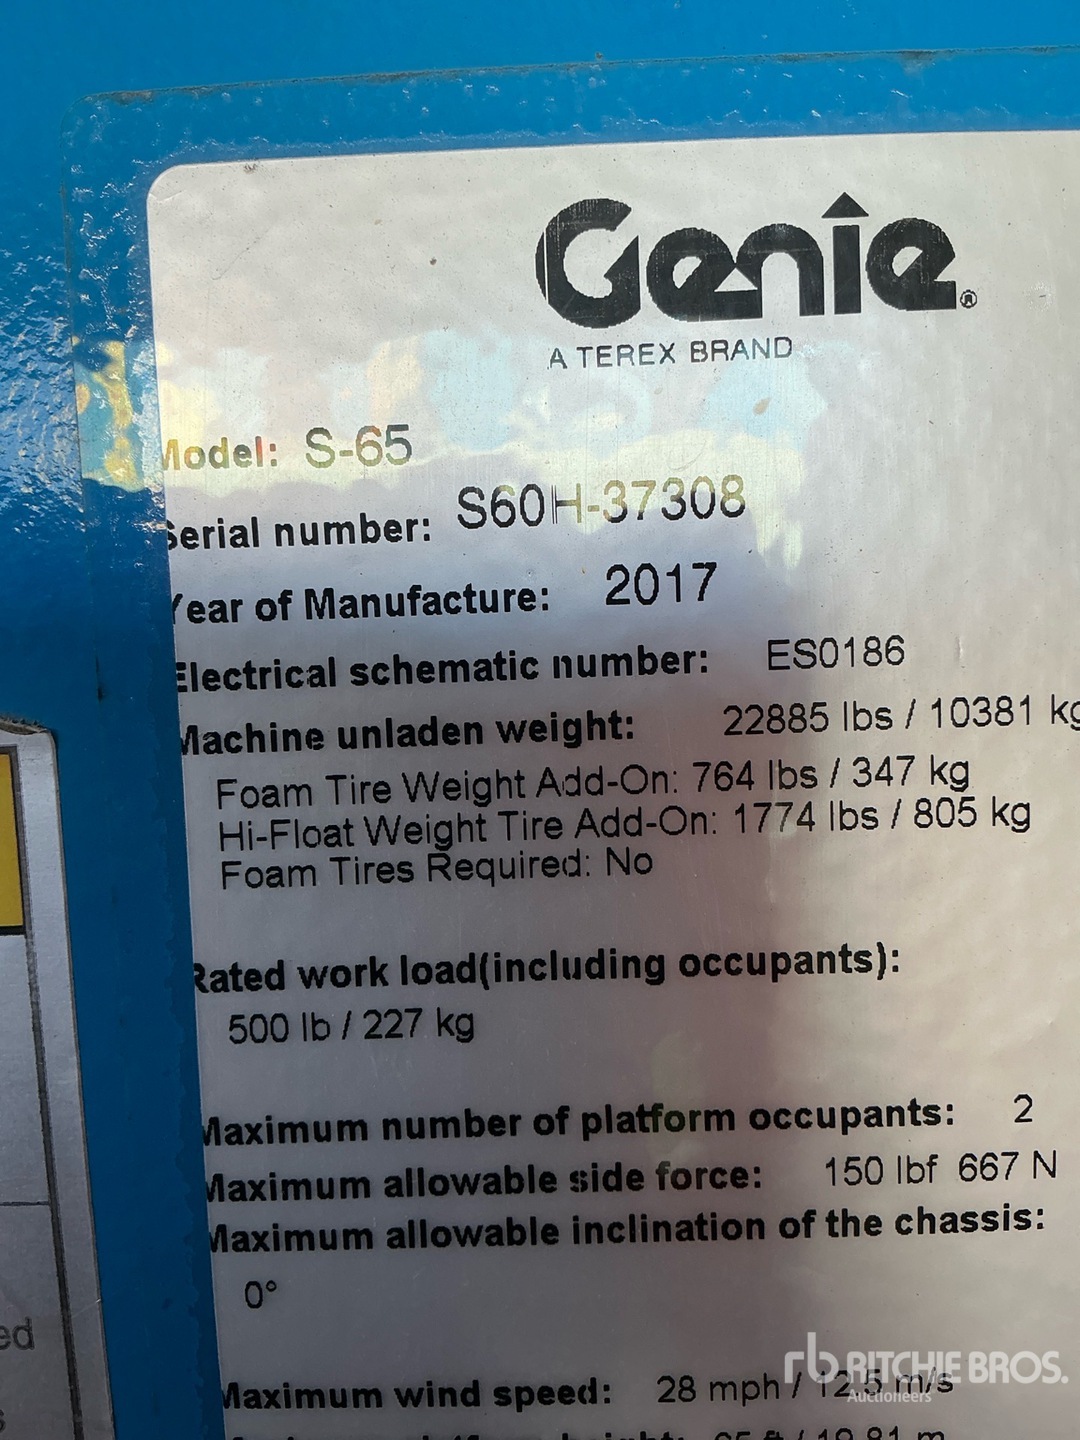 Genie®
A TEREX BRAND
Model: S-65
Serial number: S60H-37308
Year of Manufacture: 2017
Electrical schematic number: ES0186
Machine unladen weight: 22885 lbs / 10381 kg
Foam Tire Weight Add-On: 764 lbs / 347 kg
Hi-Float Weight Tire Add-On: 1774 lbs / 805 kg
Foam Tires Required: No
Rated work load(including occupants):
500 lb / 227 kg
Maximum number of platform occupants: 2
Maximum allowable side force: 150 lbf 667 N
Maximum allowable inclination of the chassis:
0°
ed
Maximum wind speed: 28 mph / 12.5 m/s
rb RITCHIE BROS.
Auctioneers